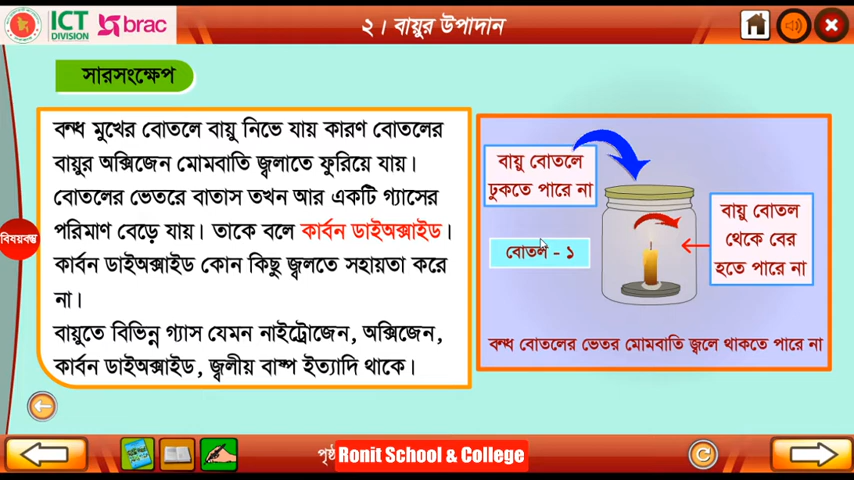 ICT
DIVISION
brac
২। বায়ুর উপাদান
সারসংক্ষেপ
বন্ধ মুখের বোতলে বায়ু নিভে যায় কারণ বোতলের
বায়ুর অক্সিজেন মোমবাতি জ্বলাতে ফুরিয়ে যায়।
বোতলের ভেতরে বাতাস তখন আর একটি গ্যাসের
পরিমাণ বেড়ে যায়। তাকে বলে কার্বন ডাইঅক্সাইড।
কার্বন ডাইঅক্সাইড কোন কিছু জ্বলতে সহায়তা করে
না।
বায়ুতে বিভিন্ন গ্যাস যেমন নাইট্রোজেন, অক্সিজেন,
কার্বন ডাইঅক্সাইড, জ্বলীয় বাষ্প ইত্যাদি থাকে।
বিষয়বস্তু
বায়ু বোতলে
ঢুকতে পারে না
বোতল - ১
বায়ু বোতল
থেকে বের
হতে পারে না
বন্ধ বোতলের ভেতর মোমবাতি জ্বলে থাকতে পারে না
Ronit School & College